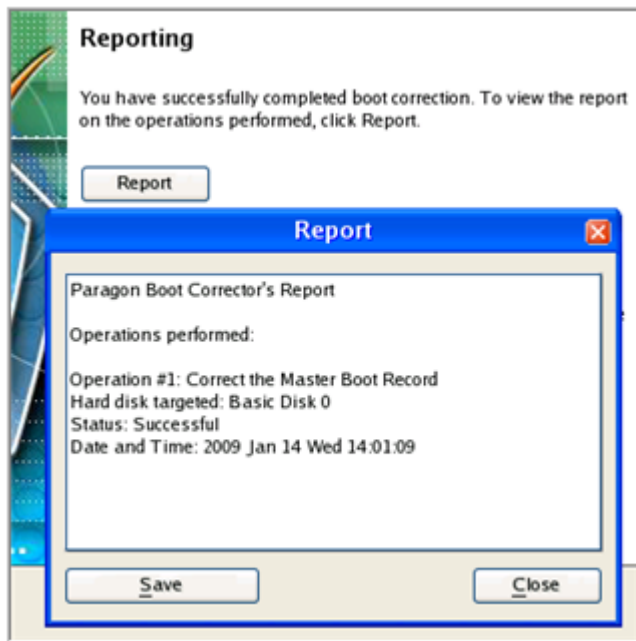 Reporting
You have successfully completed boot correction. To view the report
on the operations performed, click Report.
Report
Report
Paragon Boot Corrector's Report
Operations performed:
Operation #1: Correct the Master Boot Record
Hard disk targeted: Basic Disk 0
Status: Successful
Date and Time: 2009 Jan 14 Wed 14:01:09
Save
Close